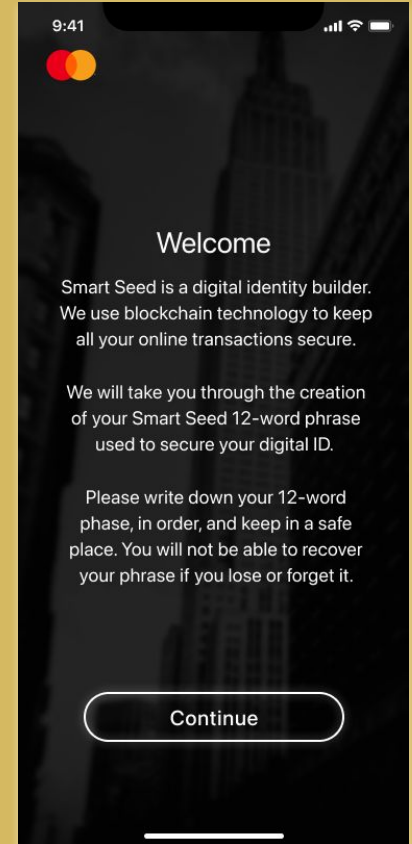 9:41
Welcome
Smart Seed is a digital identity builder.
We use blockchain technology to keep
all your online transactions secure.
We will take you through the creation
of your Smart Seed 12-word phrase
used to secure your digital ID.
Please write down your 12-word
phase, in order, and keep in a safe
place. You will not be able to recover
your phrase if you lose or forget it.
Continue